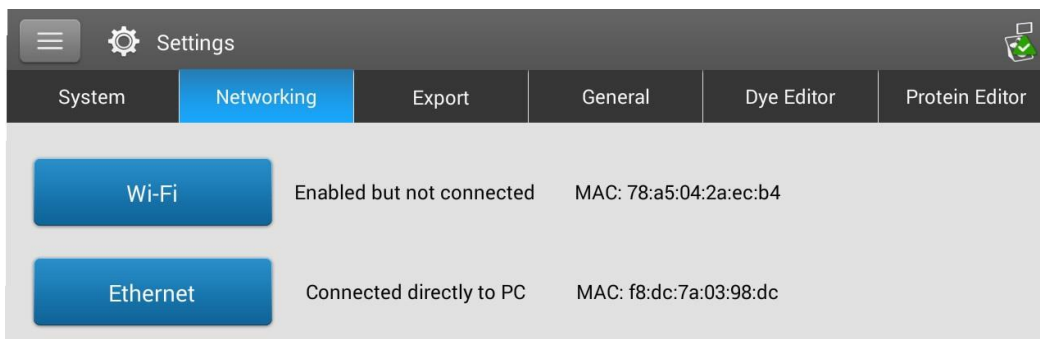 Settings
System Networking Export General Dye Editor Protein Editor
Wi-Fi Enabled but not connected MAC: 78:a5:04:2a:ec:b4
Ethernet Connected directly to PC MAC: f8:dc:7a:03:98:dc